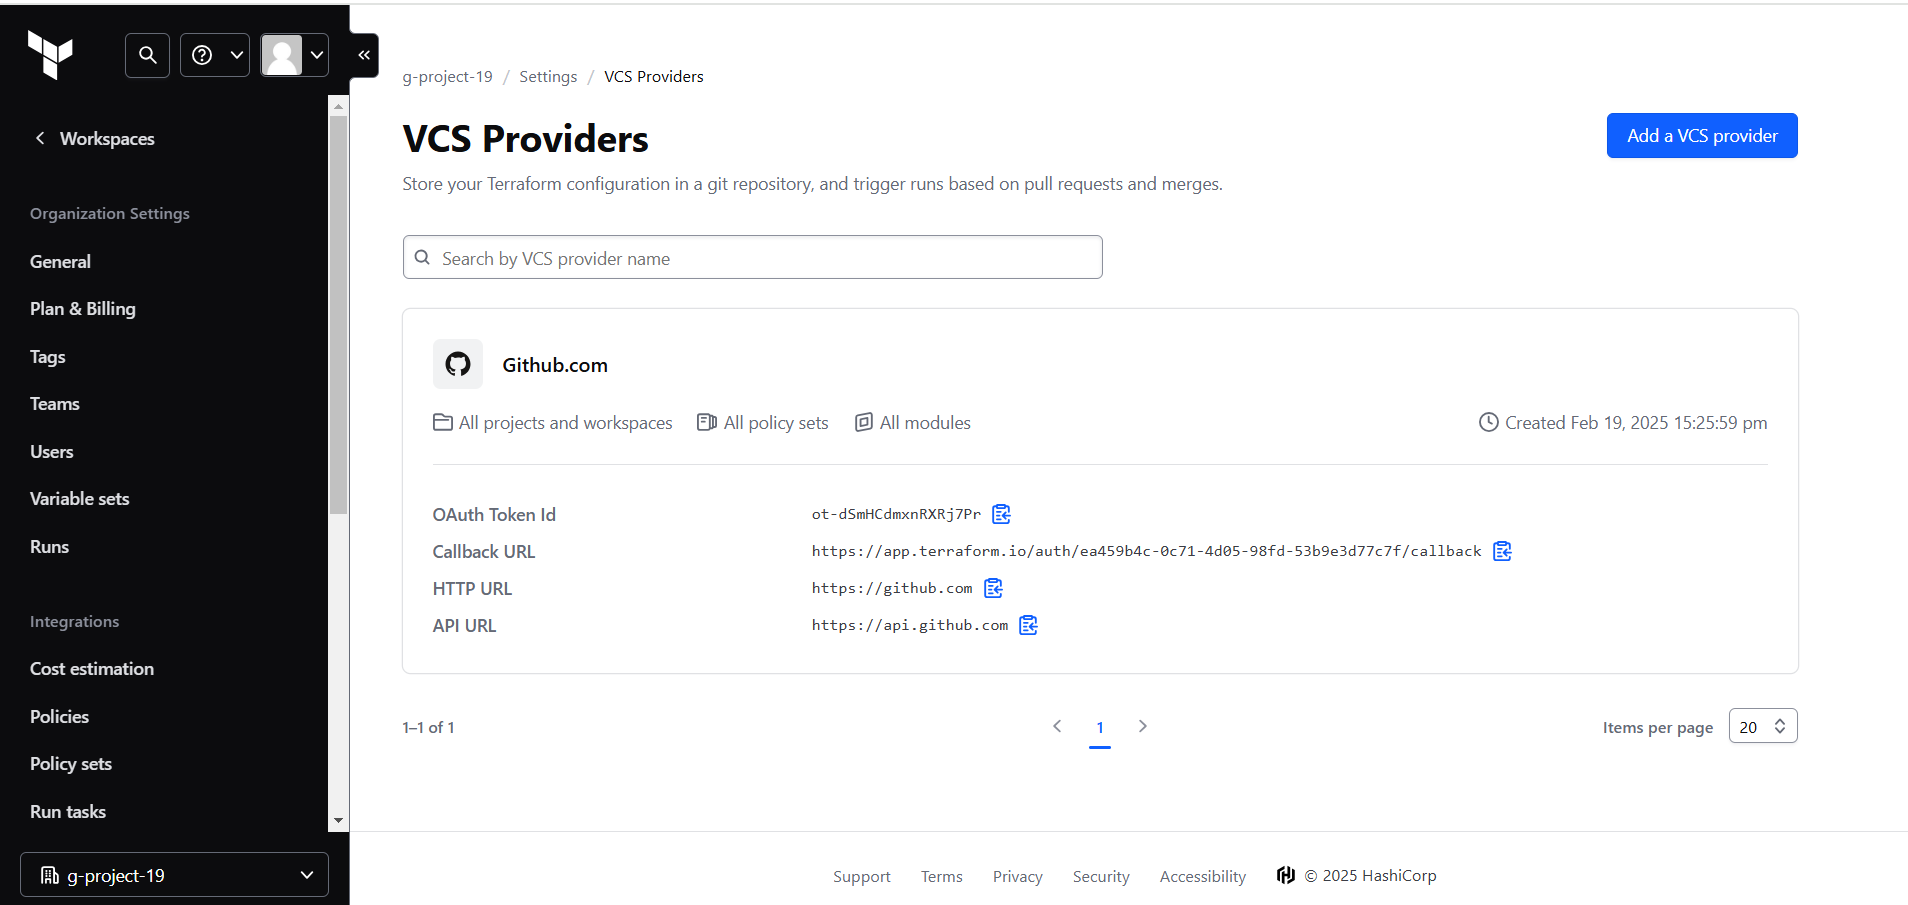 Workspaces
Organization Settings
General
Plan & Billing
Tags
Teams
Users
Variable sets
Runs
Integrations
Cost estimation
Policies
Policy sets
Run tasks
g-project-19
g-project-19 / Settings / VCS Providers
VCS Providers
Add a VCS provider
Store your Terraform configuration in a git repository, and trigger runs based on pull requests and merges.
Search by VCS provider name
Github.com
All projects and workspaces All policy sets All modules Created Feb 19, 2025 15:25:59 pm
OAuth Token Id ot-dSmHCdmxnRXRj7Pr
Callback URL https://app.terraform.io/auth/ea459b4c-0c71-4d05-98fd-53b9e3d77c7f/callback
HTTP URL https://github.com
API URL https://api.github.com
1–1 of 1 1 Items per page 20
Support Terms Privacy Security Accessibility © 2025 HashiCorp